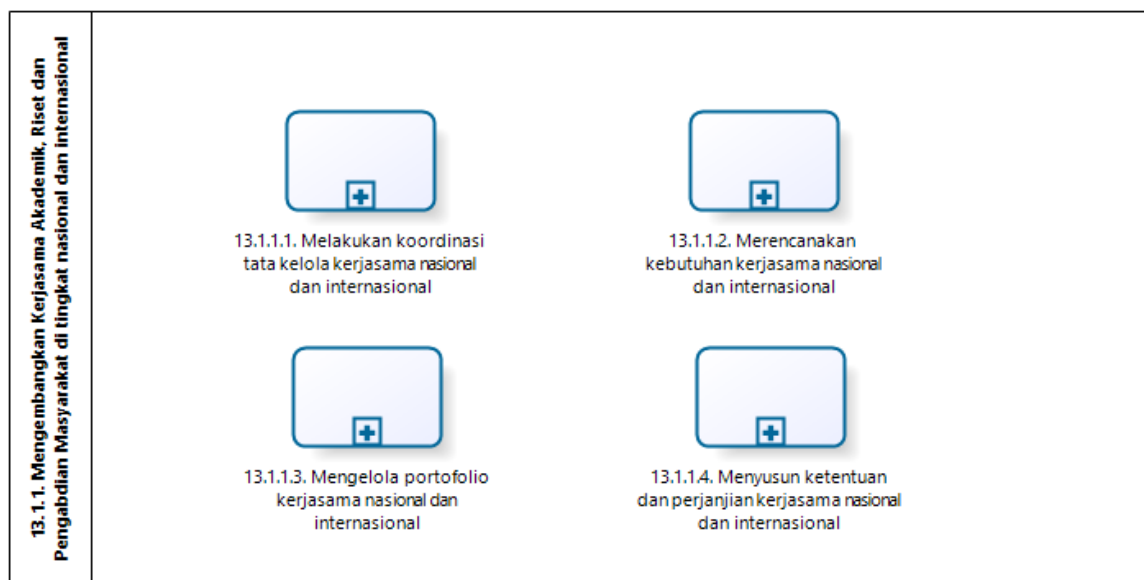 13.1.1. Mengembangkan Kerjasama Akademik, Riset dan
Pengabdian Masyarakat di tingkat nasional dan internasional
13.1.1.1. Melakukan koordinasi
tata kelola kerjasama nasional
dan internasional
13.1.1.2. Merencanakan
kebutuhan kerjasama nasional
dan internasional
13.1.1.3. Mengelola portofolio
kerjasama nasional dan
internasional
13.1.1.4. Menyusun ketentuan
dan perjanjian kerjasama nasional
dan internasional